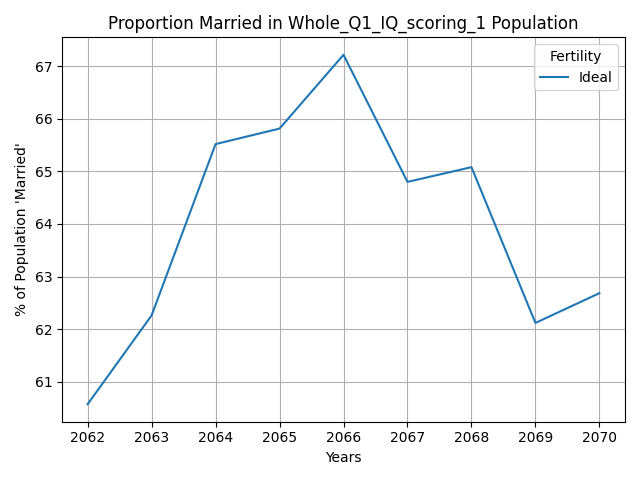 Proportion Married in Whole_Q1_IQ_scoring_1 Population
Fertility
Ideal
67
66
65
64
63
62
61
% of Population 'Married'
2062 2063 2064 2065 2066 2067 2068 2069 2070
Years